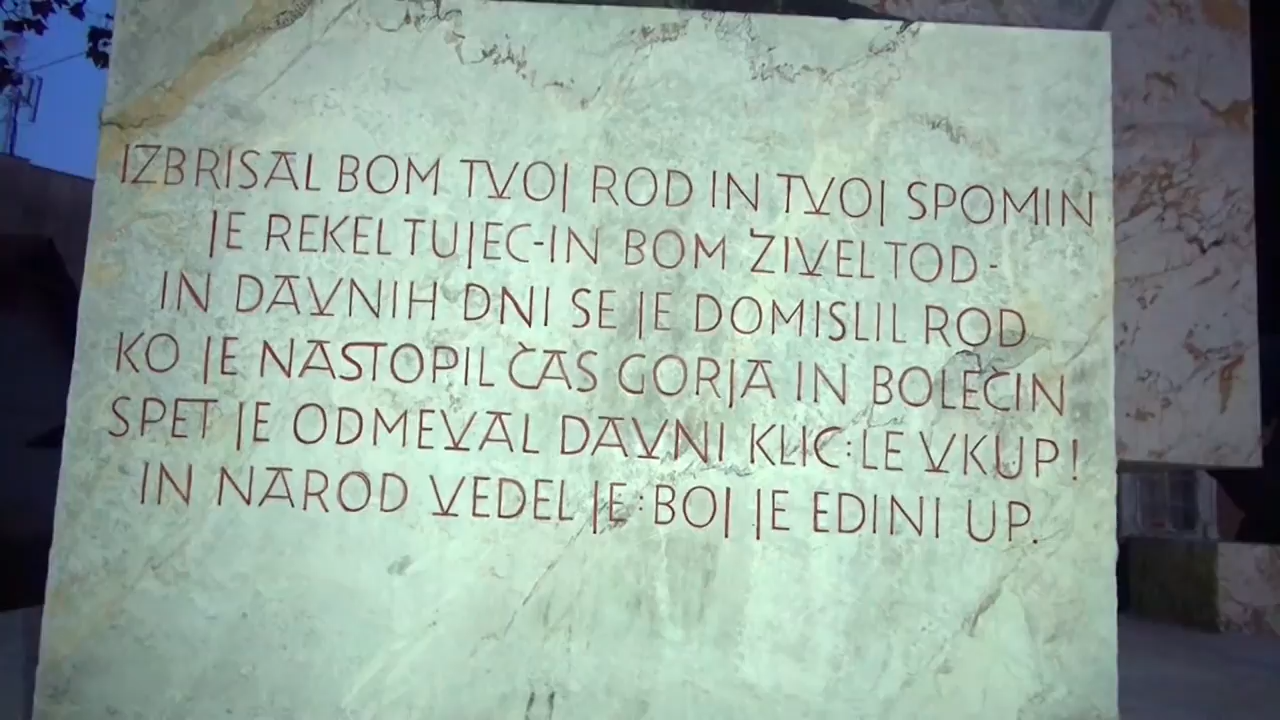 IZBRISAL BOM TVOJ ROD IN TVOJ SPOMIN
JE REKEL TUJEC-IN BOM ŽIVEL TOD-
IN DAVNIH DNI SE JE DOMISLIL ROD
KO JE NASTOPIL ČAS GORJA IN BOLEČIN
SPET JE ODMEVAL DAVNI KLIC: LE VKUP!
IN NAROD VEDEL JE: BOJ JE EDINI UP.